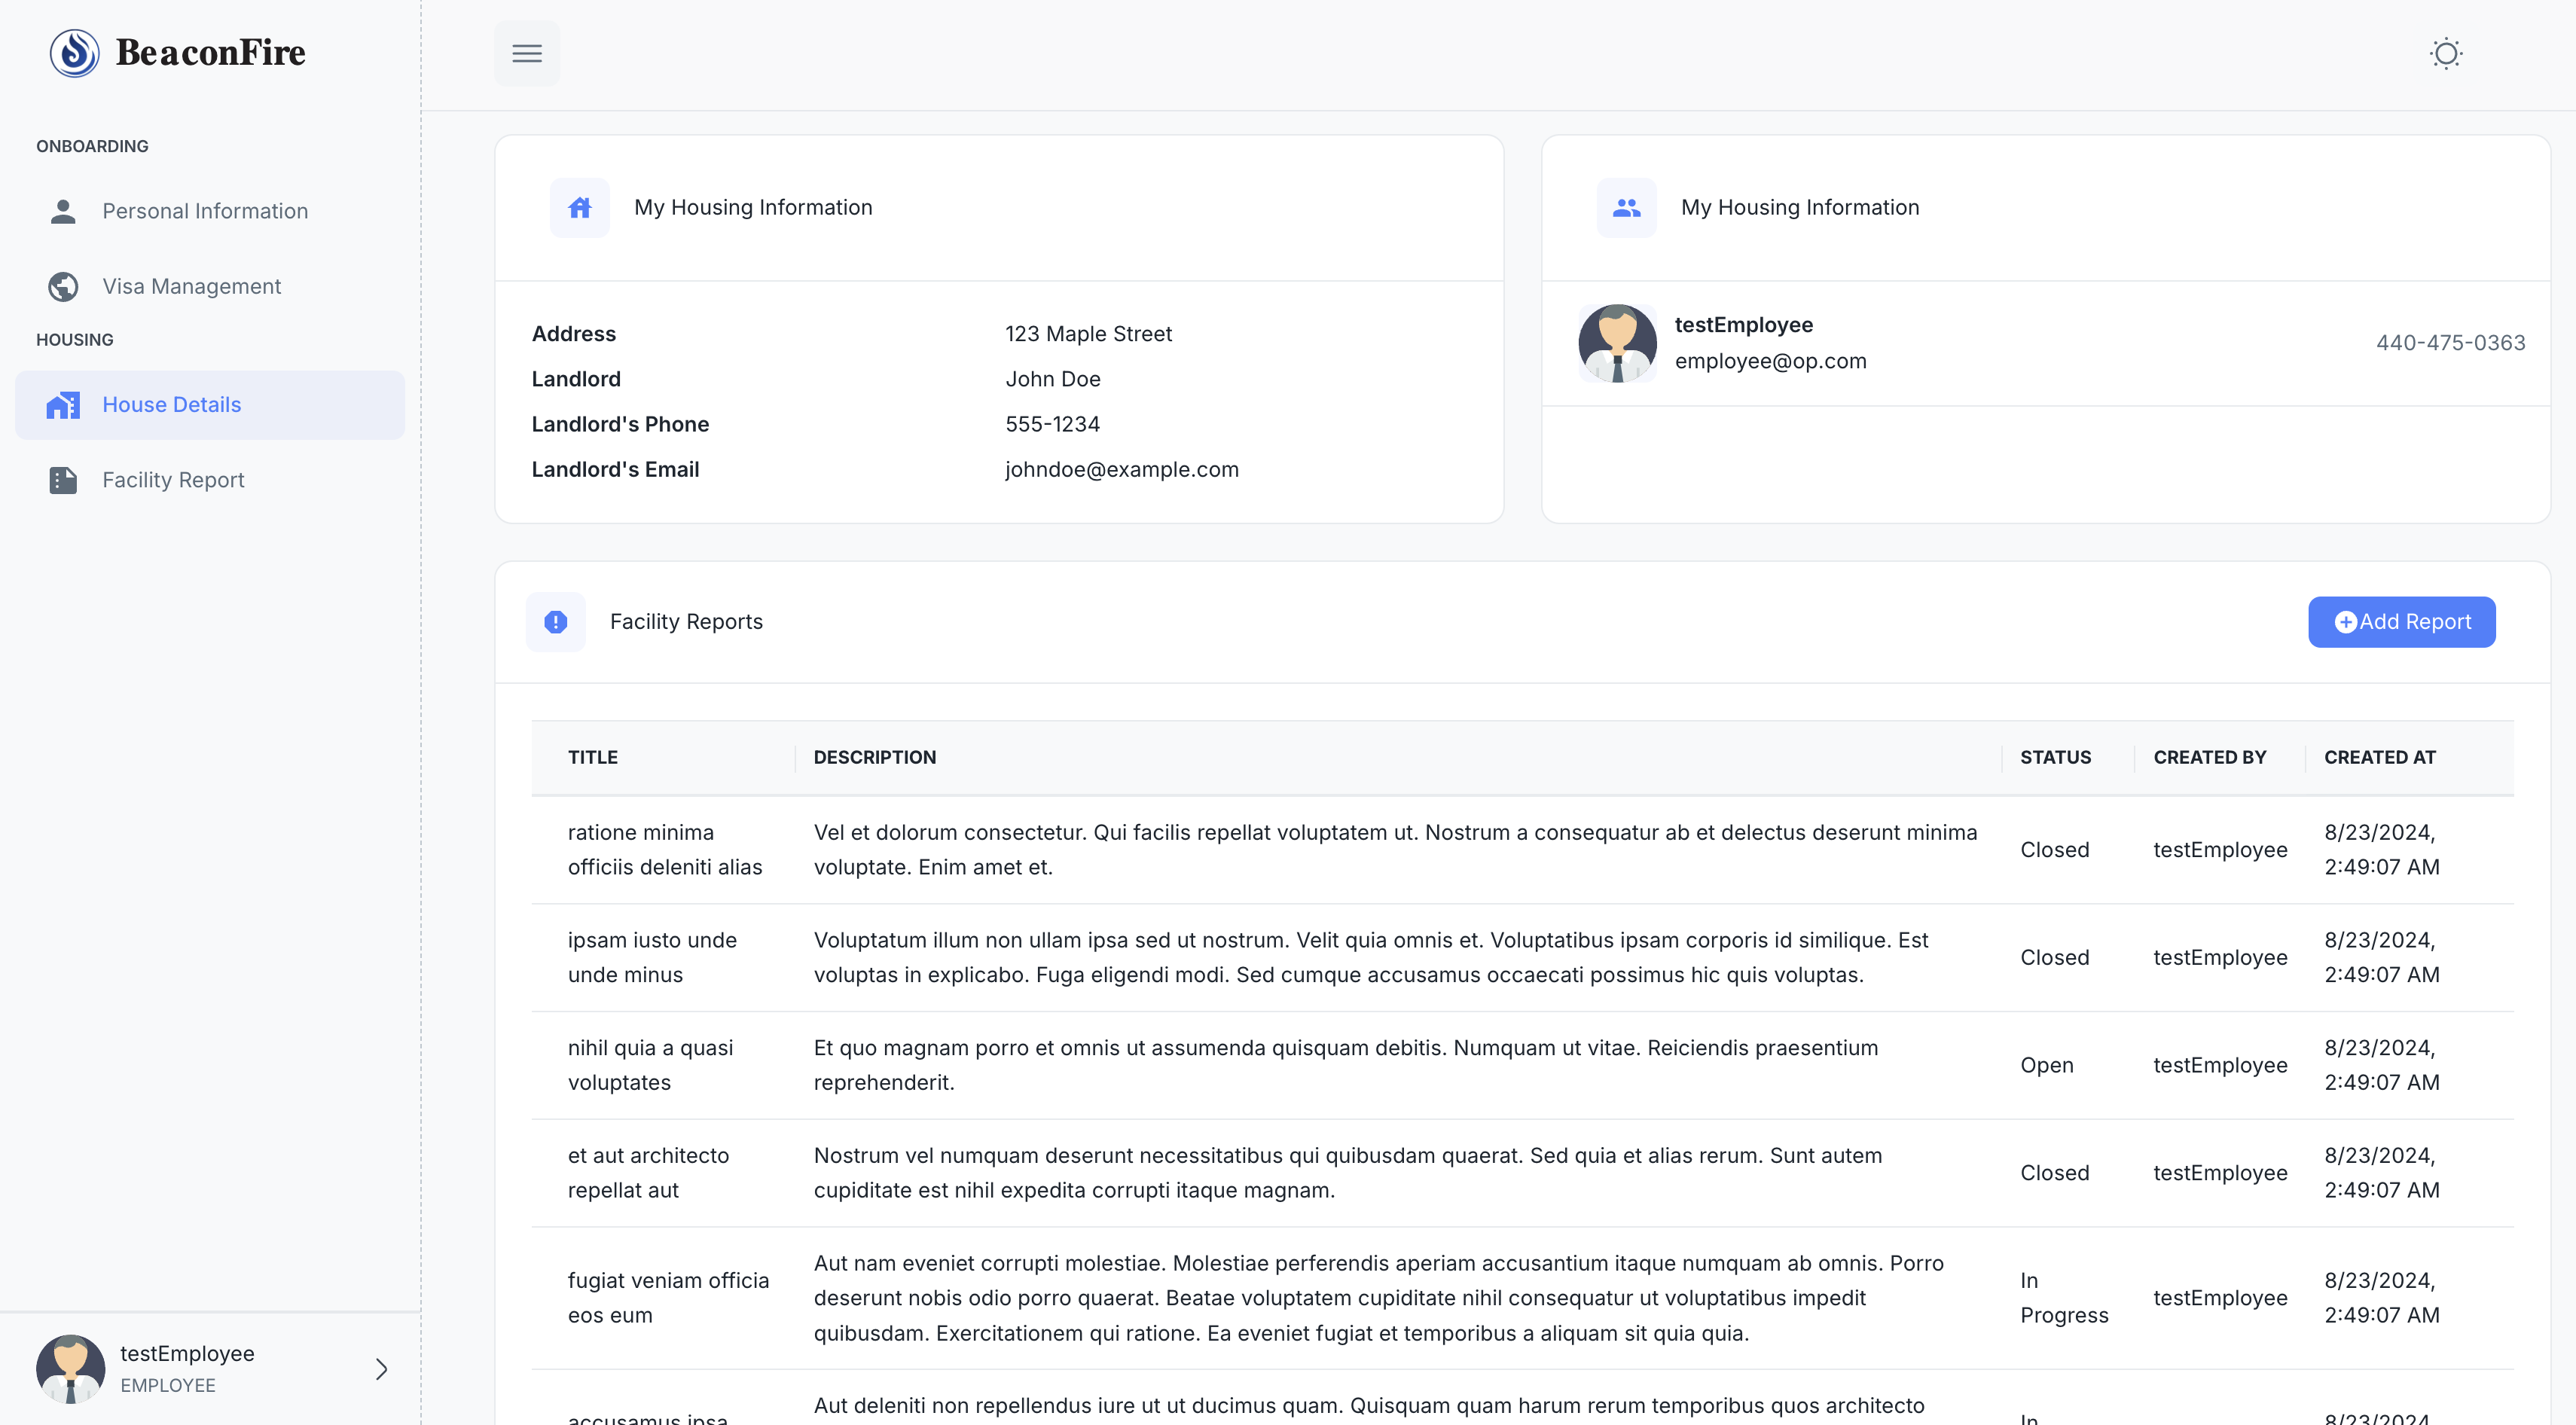 BeaconFire
ONBOARDING
Personal Information
Visa Management
HOUSING
House Details
Facility Report
testEmployee
EMPLOYEE
My Housing Information
Address 123 Maple Street
Landlord John Doe
Landlord's Phone 555-1234
Landlord's Email johndoe@example.com
My Housing Information
testEmployee
employee@op.com
440-475-0363
Facility Reports
Add Report
TITLE DESCRIPTION STATUS CREATED BY CREATED AT
ratione minima
officiis deleniti alias
Vel et dolorum consectetur. Qui facilis repellat voluptatem ut. Nostrum a consequatur ab et delectus deserunt minima
voluptate. Enim amet et.
Closed
testEmployee
8/23/2024,
2:49:07 AM
ipsam iusto unde
unde minus
Voluptatum illum non ullam ipsa sed ut nostrum. Velit quia omnis et. Voluptatibus ipsam corporis id similique. Est
voluptas in explicabo. Fuga eligendi modi. Sed cumque accusamus occaecati possimus hic quis voluptas.
Closed
testEmployee
8/23/2024,
2:49:07 AM
nihil quia a quasi
voluptates
Et quo magnam porro et omnis ut assumenda quisquam debitis. Numquam ut vitae. Reiciendis praesentium
reprehenderit.
Open
testEmployee
8/23/2024,
2:49:07 AM
et aut architecto
repellat aut
Nostrum vel numquam deserunt necessitatibus qui quibusdam quaerat. Sed quia et alias rerum. Sunt autem
cupiditate est nihil expedita corrupti itaque magnam.
Closed
testEmployee
8/23/2024,
2:49:07 AM
fugiat veniam officia
eos eum
Aut nam eveniet corrupti molestiae. Molestiae perferendis aperiam accusantium itaque numquam ab omnis. Porro
deserunt nobis odio porro quaerat. Beatae voluptatem cupiditate nihil consequatur ut voluptatibus impedit
quibusdam. Exercitationem qui ratione. Ea eveniet fugiat et temporibus a aliquam sit quia quia.
In
Progress
testEmployee
8/23/2024,
2:49:07 AM
accusamus ipsa
Aut deleniti non repellendus iure ut ut ducimus quam. Quisquam quam harum rerum temporibus quos architecto
In
8/23/2024,